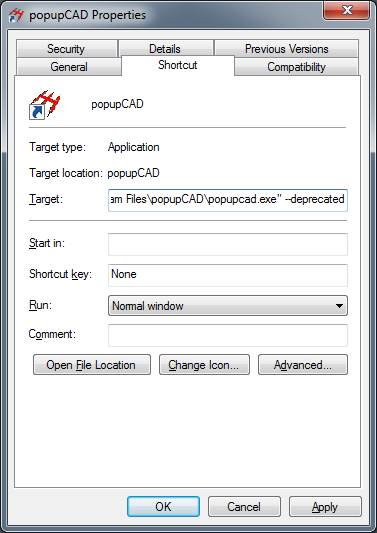 popupCAD Properties
Security Details Previous Versions
General Shortcut Compatibility
popupCAD
Target type: Application
Target location: popupCAD
Target: am Files\popupCAD\popupcad.exe" --deprecated
Start in:
Shortcut key: None
Run: Normal window
Comment:
Open File Location Change Icon... Advanced...
OK Cancel Apply